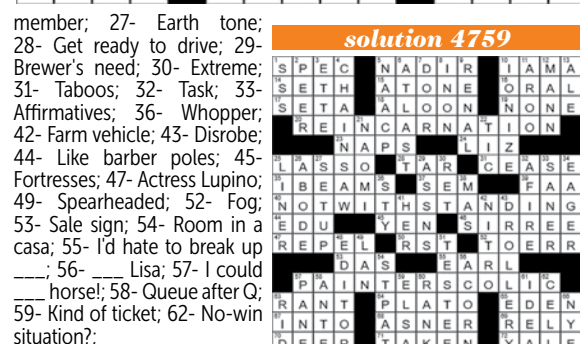 member; 27- Earth tone;
28- Get ready to drive; 29-
Brewer's need; 30- Extreme;
31- Taboos; 32- Task; 33-
Affirmatives; 36- Whopper;
42- Farm vehicle; 43- Disrobe;
44- Like barber poles; 45-
Fortresses; 47- Actress Lupino;
49- Spearheaded; 52- Fog;
53- Sale sign; 54- Room in a
casa; 55- I'd hate to break up
___; 56- ___ Lisa; 57- I could
___ horse!; 58- Queue after Q;
59- Kind of ticket; 62- No-win
situation?;
solution 4759
SPEC NADIR IAMA
SETH ATONE ORAL
SETA ALOON NONE
REINCARNATION
NAPS LIZ
LASSO TAR CEASE
IBEAMS SEM FAA
NOTWITHSTANDING
EDU YEN SIRREE
REPEL RST TOERR
DAS EARL
PAINTERSCOLIC
RANT PLATO EDEN
INTO ASNER RELY
DEER TAKEN YALE